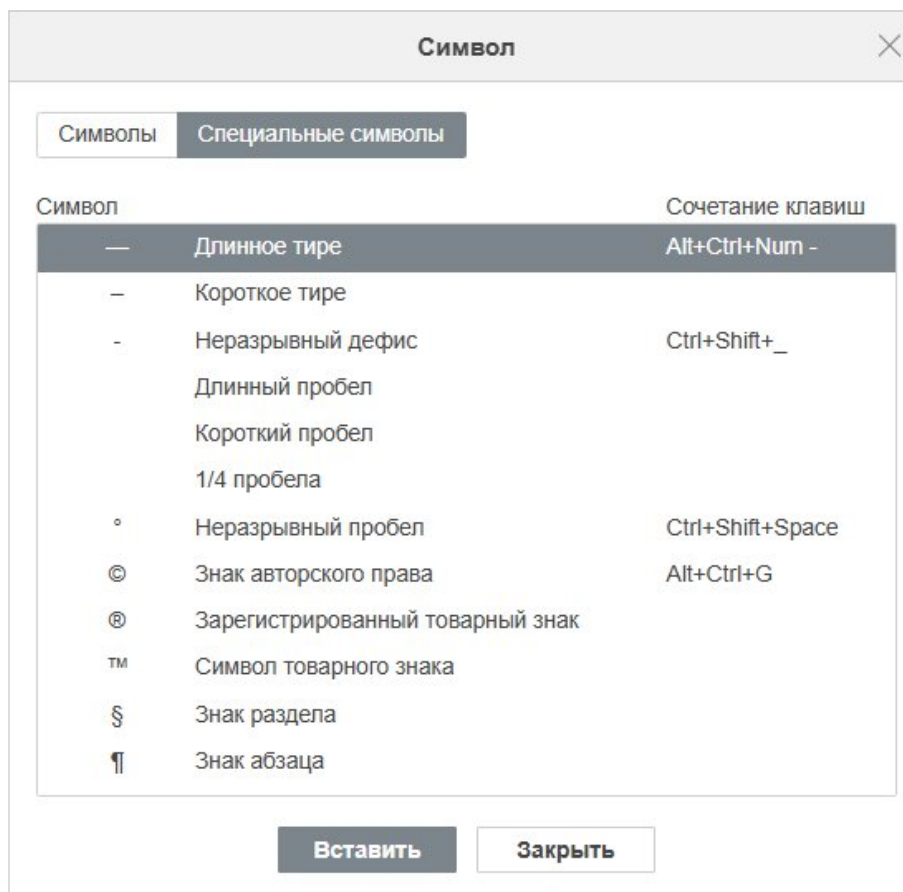 Символ
Символы Специальные символы
Символ Сочетание клавиш
— Длинное тире Alt+Ctrl+Num -
– Короткое тире
- Неразрывный дефис Ctrl+Shift+_
Длинный пробел
Короткий пробел
1/4 пробела
° Неразрывный пробел Ctrl+Shift+Space
© Знак авторского права Alt+Ctrl+G
® Зарегистрированный товарный знак
™ Символ товарного знака
§ Знак раздела
¶ Знак абзаца
Вставить Закрыть